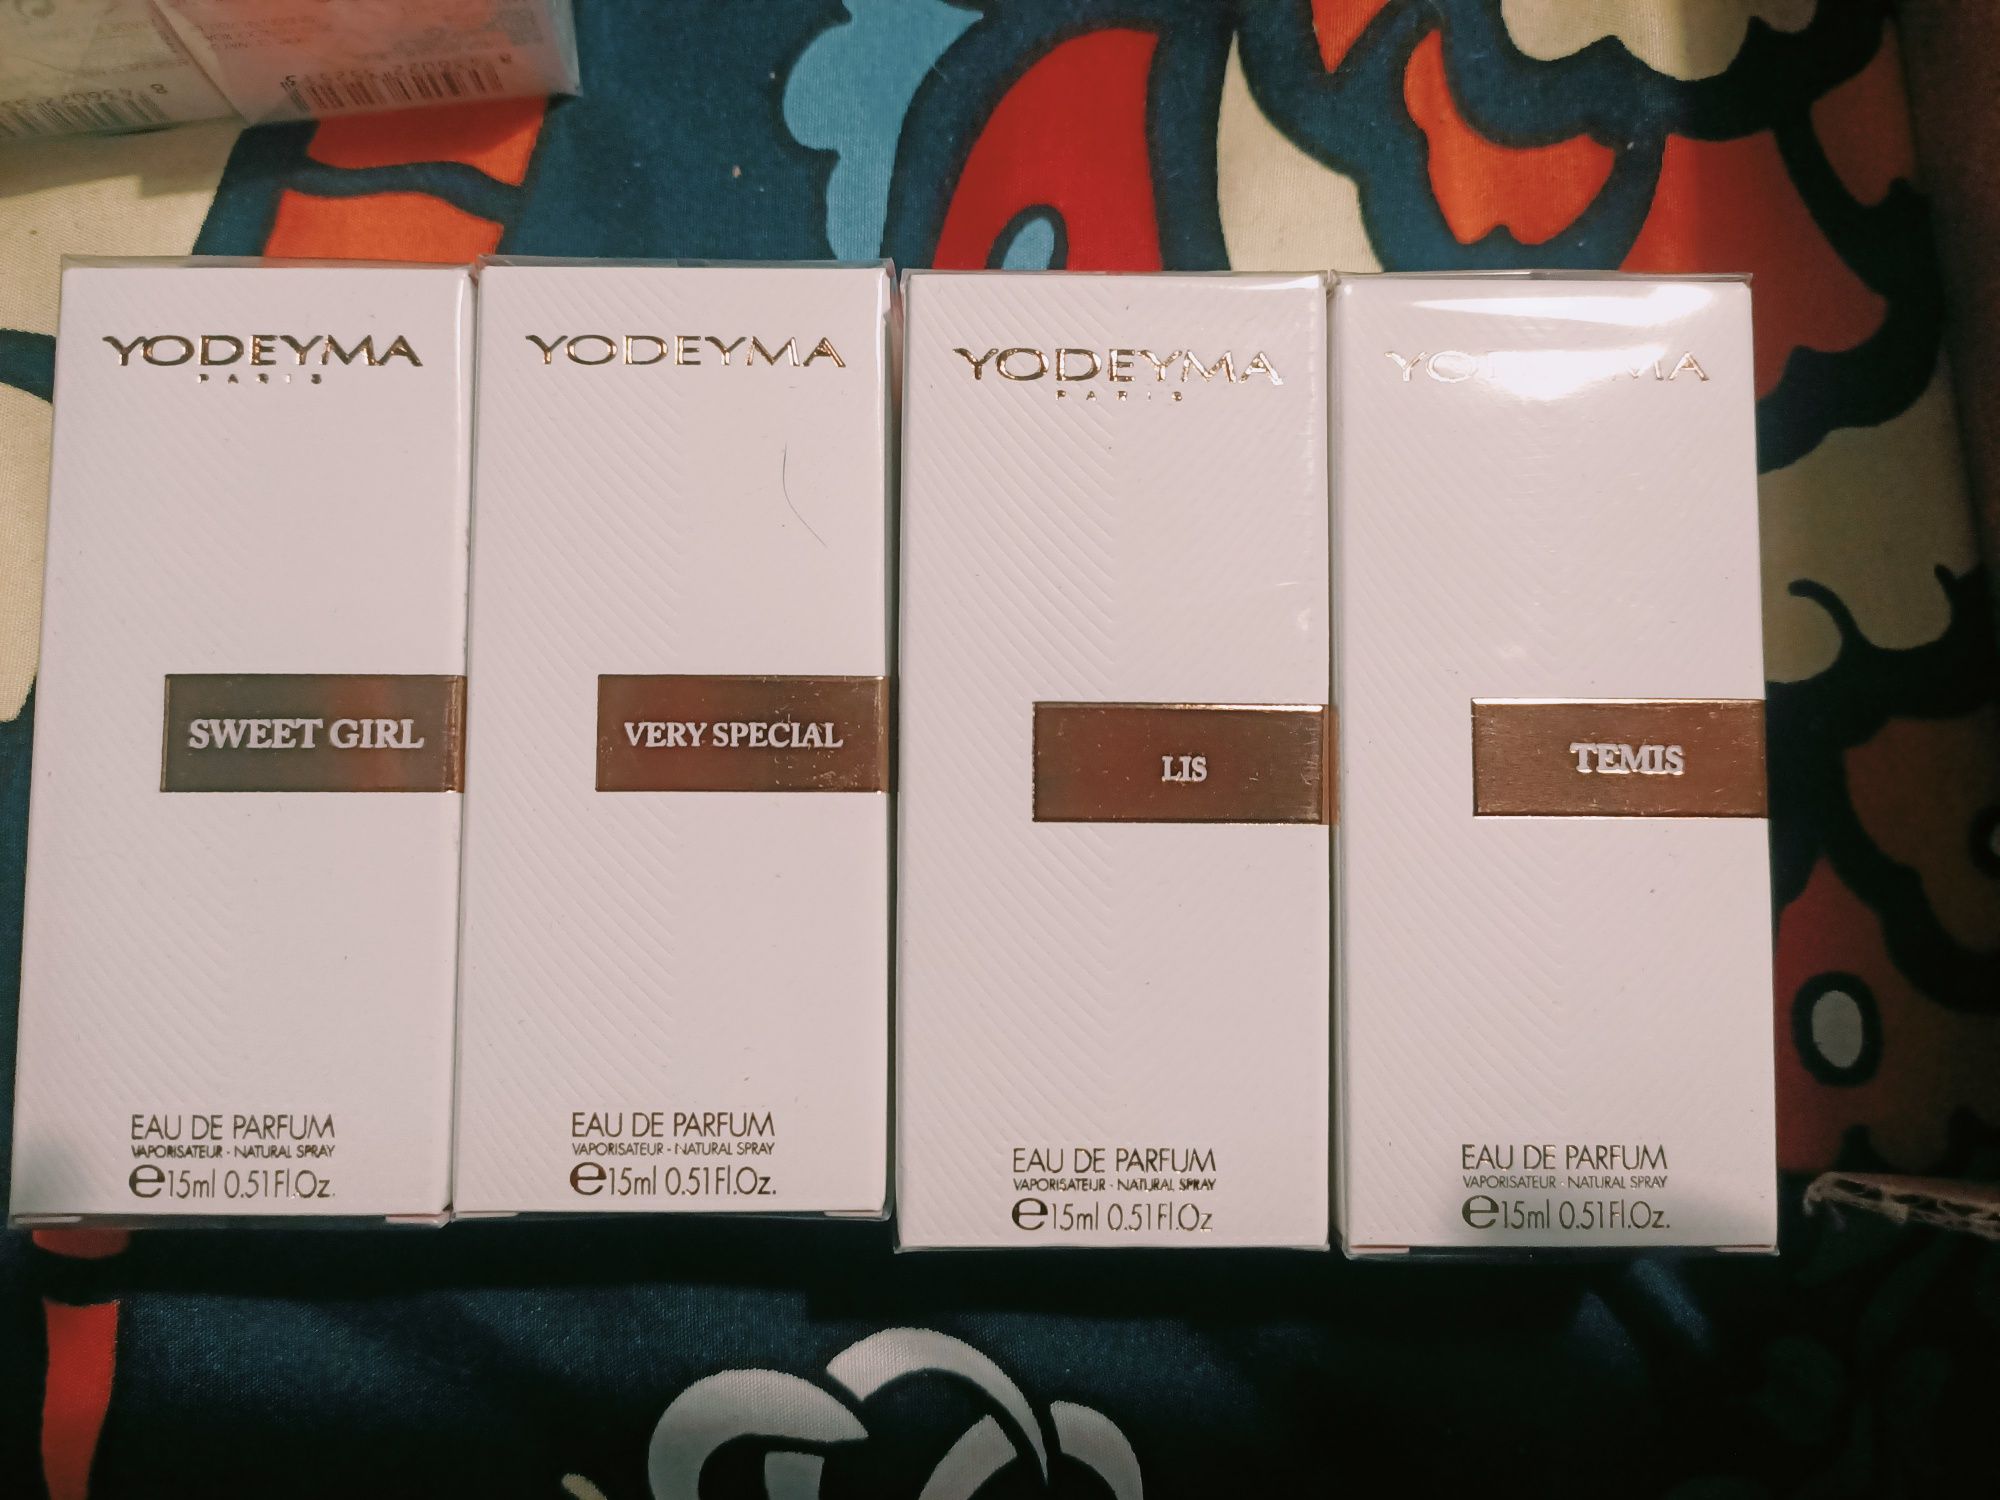 YODEYMA
PARIS
SWEET GIRL
EAU DE PARFUM
VAPORISATEUR - NATURAL SPRAY
e15ml 0.51Fl.Oz.
YODEYMA
VERY SPECIAL
EAU DE PARFUM
VAPORISATEUR - NATURAL SPRAY
e15ml 0.51Fl.Oz.
YODEYMA
PARIS
LIS
EAU DE PARFUM
VAPORISATEUR - NATURAL SPRAY
e15ml 0.51Fl.Oz
YODEYMA
TEMIS
EAU DE PARFUM
VAPORISATEUR - NATURAL SPRAY
e15ml 0.51Fl.Oz.